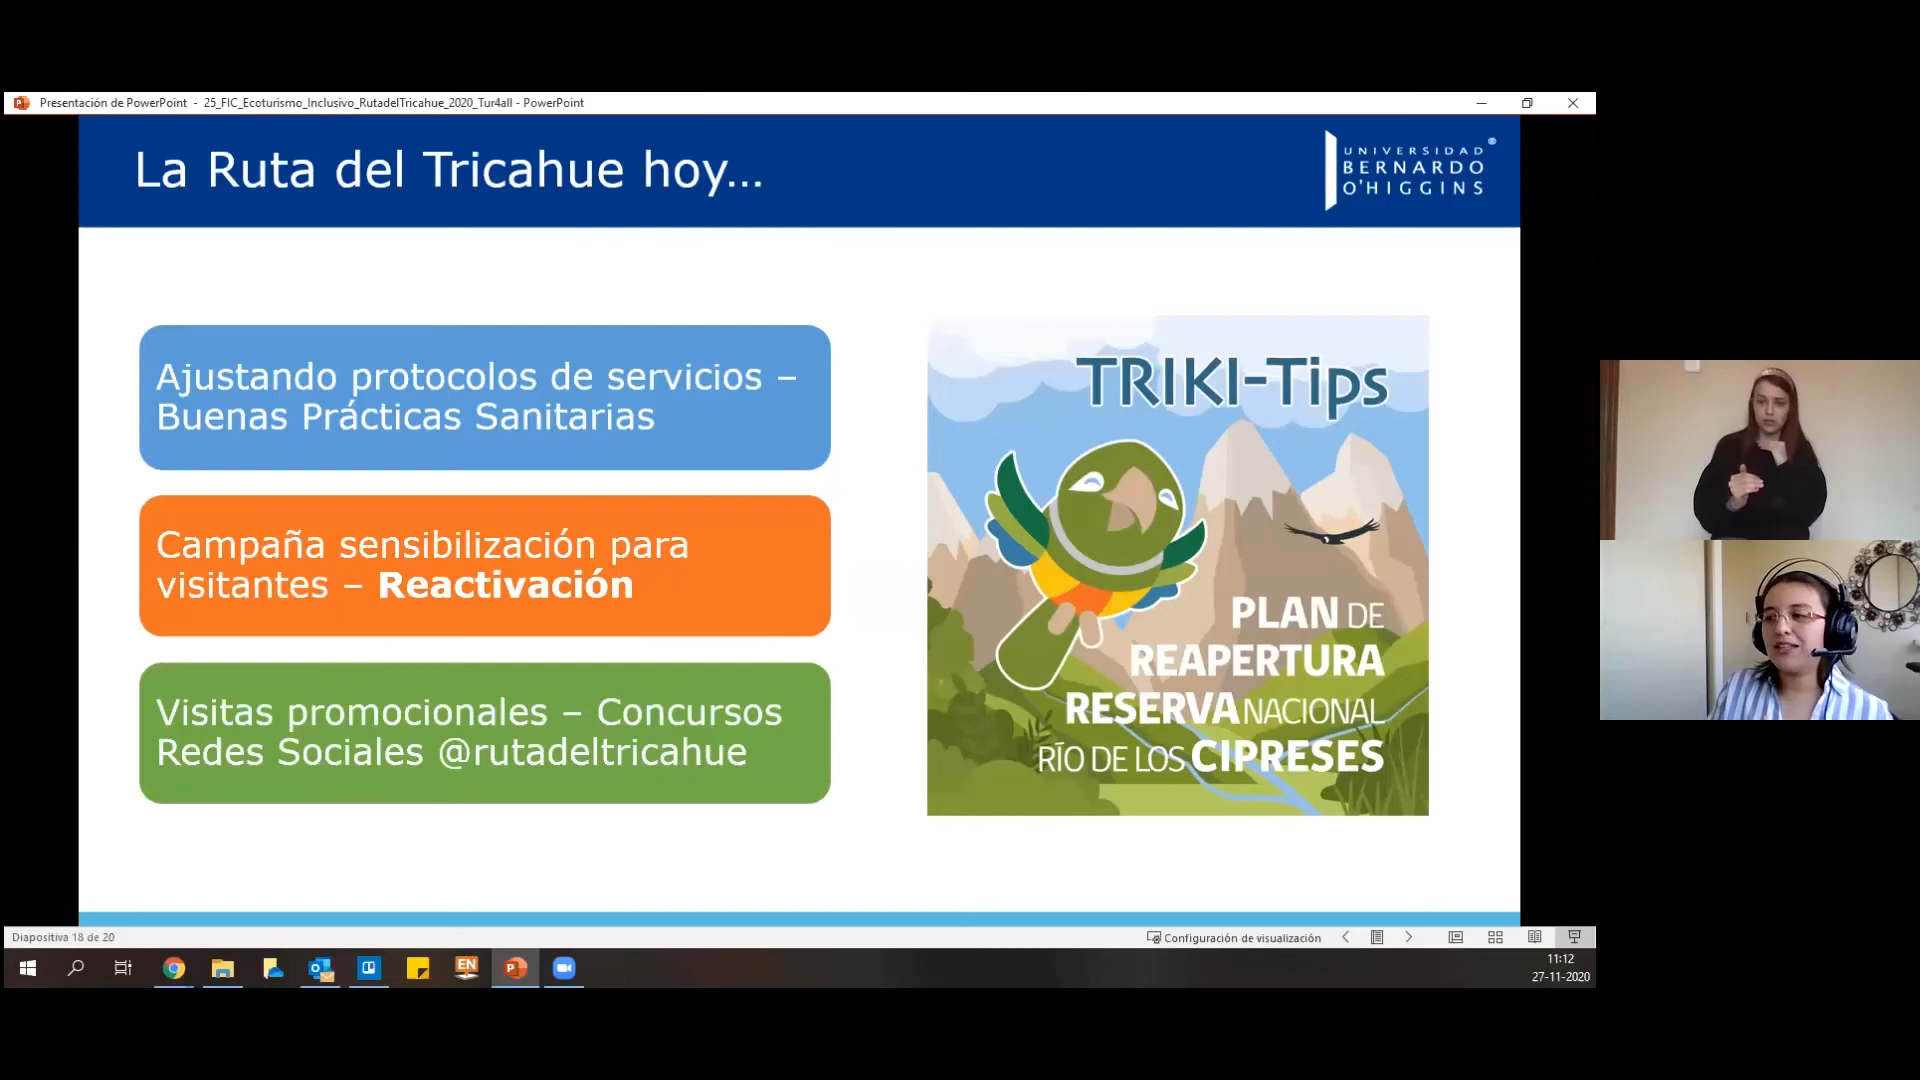 Presentación de PowerPoint - 25_FIC_Ecoturismo_Inclusivo_RutadelTricahue_2020_Tur4all - PowerPoint
La Ruta del Tricahue hoy...
UNIVERSIDAD
BERNARDO
O'HIGGINS
®
Ajustando protocolos de servicios –
Buenas Prácticas Sanitarias
Campaña sensibilización para
visitantes – Reactivación
Visitas promocionales – Concursos
Redes Sociales @rutadeltricahue
TRIKI-Tips
PLAN DE
REAPERTURA
RESERVA NACIONAL
RÍO DE LOS CIPRESES
Diapositiva 18 de 20
Configuración de visualización
EN
11:12
27-11-2020